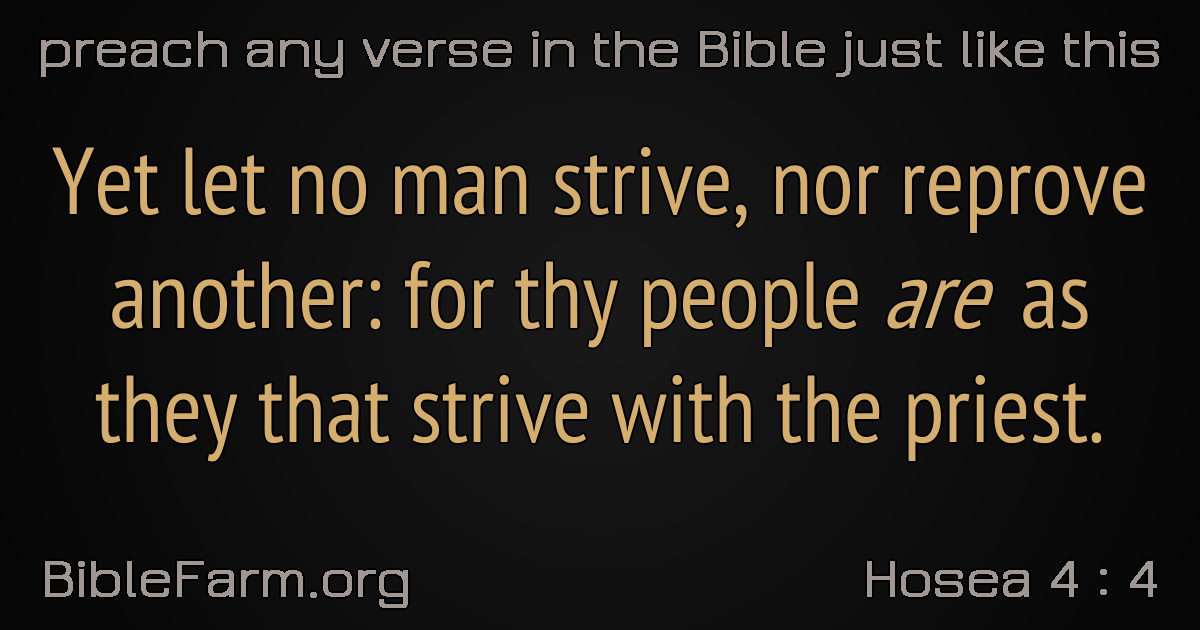 preach any verse in the Bible just like this
Yet let no man strive, nor reprove
another: for thy people are as
they that strive with the priest.
BibleFarm.org
Hosea 4 : 4